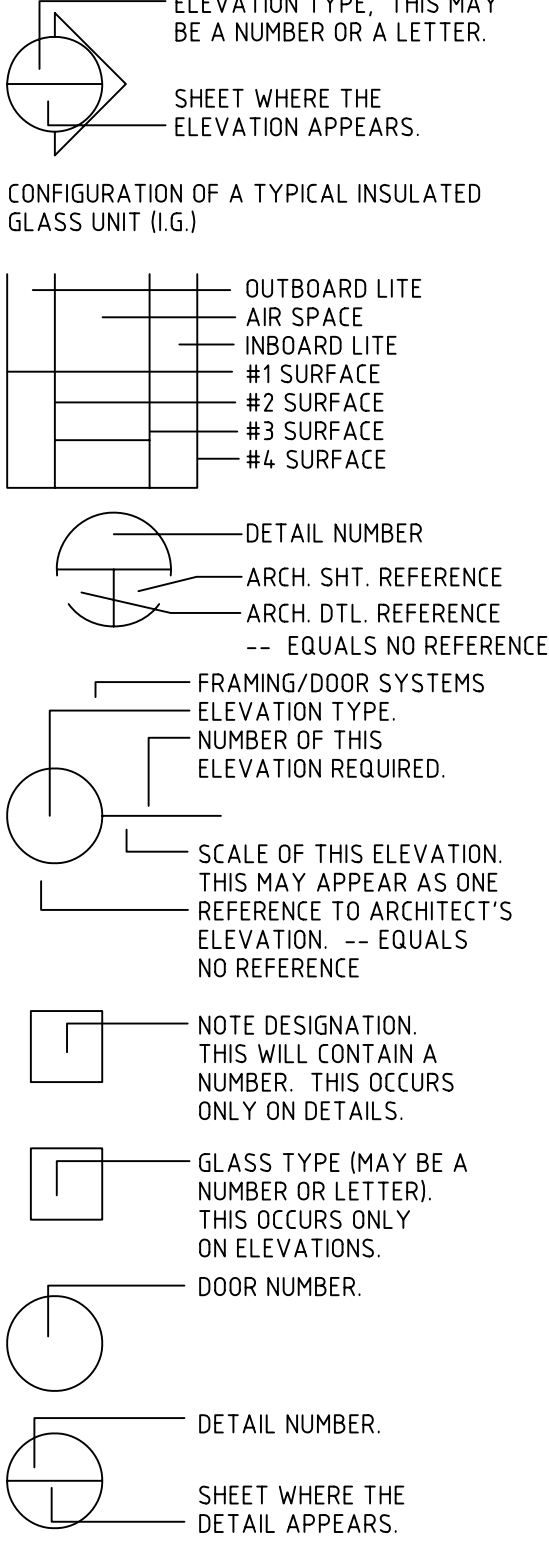 ELEVATION TYPE, THIS MAY
BE A NUMBER OR A LETTER.
SHEET WHERE THE
ELEVATION APPEARS.
CONFIGURATION OF A TYPICAL INSULATED
GLASS UNIT (I.G.)
OUTBOARD LITE
AIR SPACE
INBOARD LITE
#1 SURFACE
#2 SURFACE
#3 SURFACE
#4 SURFACE
DETAIL NUMBER
ARCH. SHT. REFERENCE
ARCH. DTL. REFERENCE
-- EQUALS NO REFERENCE
FRAMING/DOOR SYSTEMS
ELEVATION TYPE.
NUMBER OF THIS
ELEVATION REQUIRED.
SCALE OF THIS ELEVATION.
THIS MAY APPEAR AS ONE
REFERENCE TO ARCHITECT'S
ELEVATION. -- EQUALS
NO REFERENCE
NOTE DESIGNATION.
THIS WILL CONTAIN A
NUMBER. THIS OCCURS
ONLY ON DETAILS.
GLASS TYPE (MAY BE A
NUMBER OR LETTER).
THIS OCCURS ONLY
ON ELEVATIONS.
DOOR NUMBER.
DETAIL NUMBER.
SHEET WHERE THE
DETAIL APPEARS.